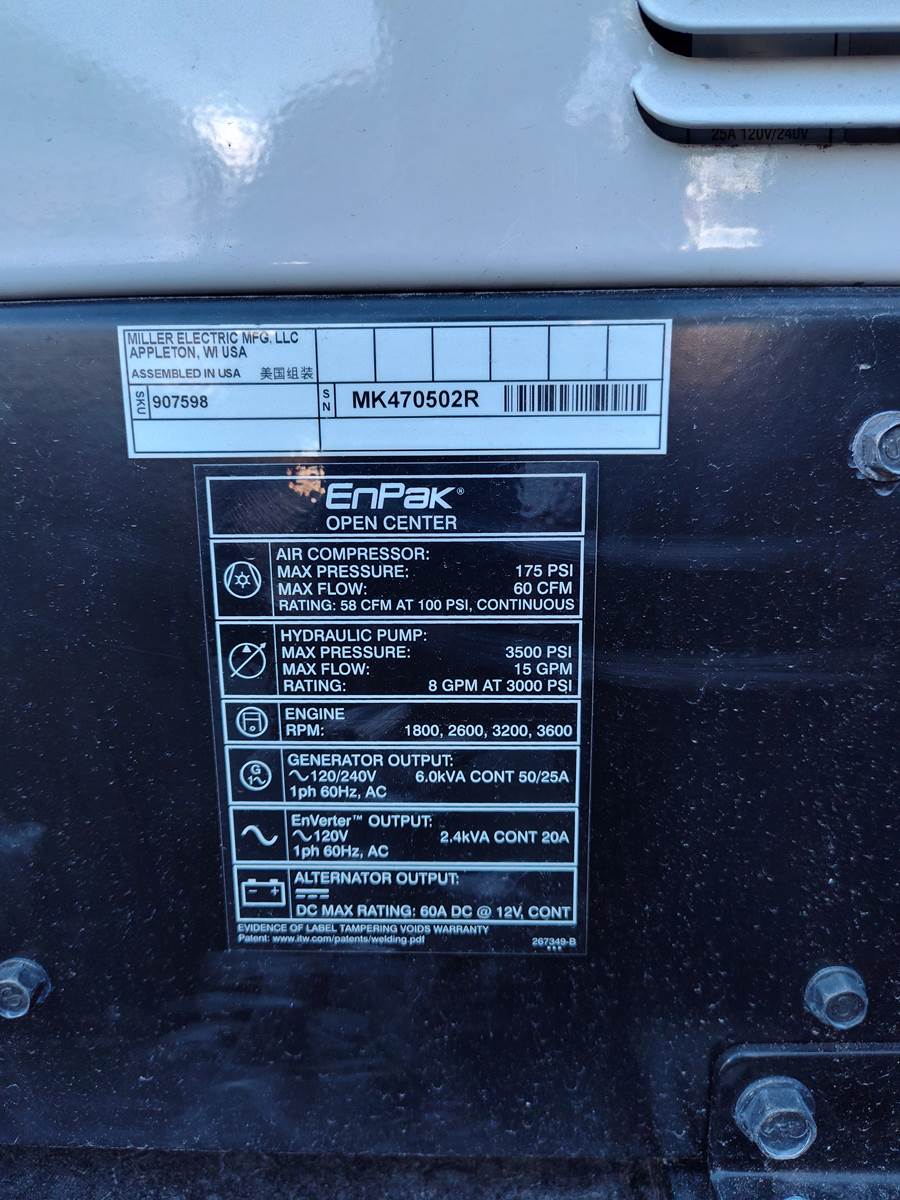 25A 120V/240V
MILLER ELECTRIC MFG. LLC
APPLETON, WI USA
ASSEMBLED IN USA 美国组装
SKU 907598 SN MK470502R
EnPak®
OPEN CENTER
AIR COMPRESSOR:
MAX PRESSURE: 175 PSI
MAX FLOW: 60 CFM
RATING: 58 CFM AT 100 PSI, CONTINUOUS
HYDRAULIC PUMP:
MAX PRESSURE: 3500 PSI
MAX FLOW: 15 GPM
RATING: 8 GPM AT 3000 PSI
ENGINE
RPM: 1800, 2600, 3200, 3600
G
1~
GENERATOR OUTPUT:
~120/240V 6.0kVA CONT 50/25A
1ph 60Hz, AC
EnVerter™ OUTPUT:
~120V 2.4kVA CONT 20A
1ph 60Hz, AC
- +
ALTERNATOR OUTPUT:
DC MAX RATING: 60A DC @ 12V, CONT
EVIDENCE OF LABEL TAMPERING VOIDS WARRANTY
Patent: www.itw.com/patents/welding.pdf 267349-B